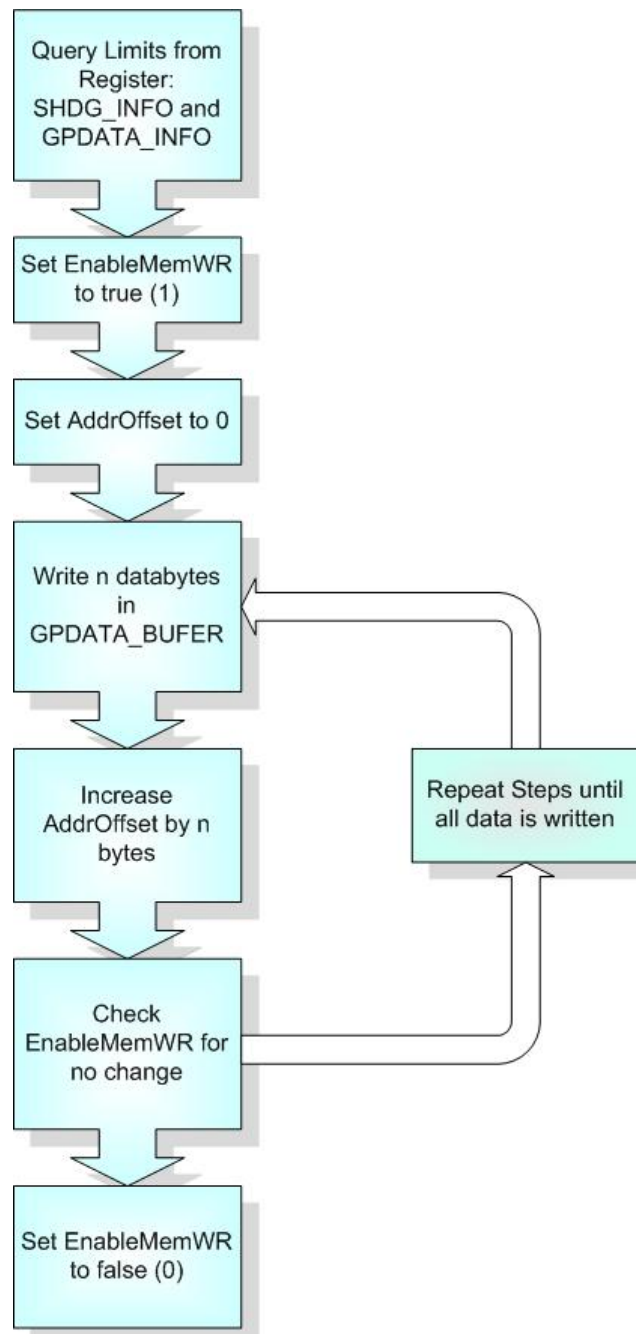 Query Limits from
Register:
SHDG_INFO and
GPDATA_INFO
Set EnableMemWR
to true (1)
Set AddrOffset to 0
Write n databytes
in
GPDATA_BUFER
Increase
AddrOffset by n
bytes
Repeat Steps until
all data is written
Check
EnableMemWR for
no change
Set EnableMemWR
to false (0)